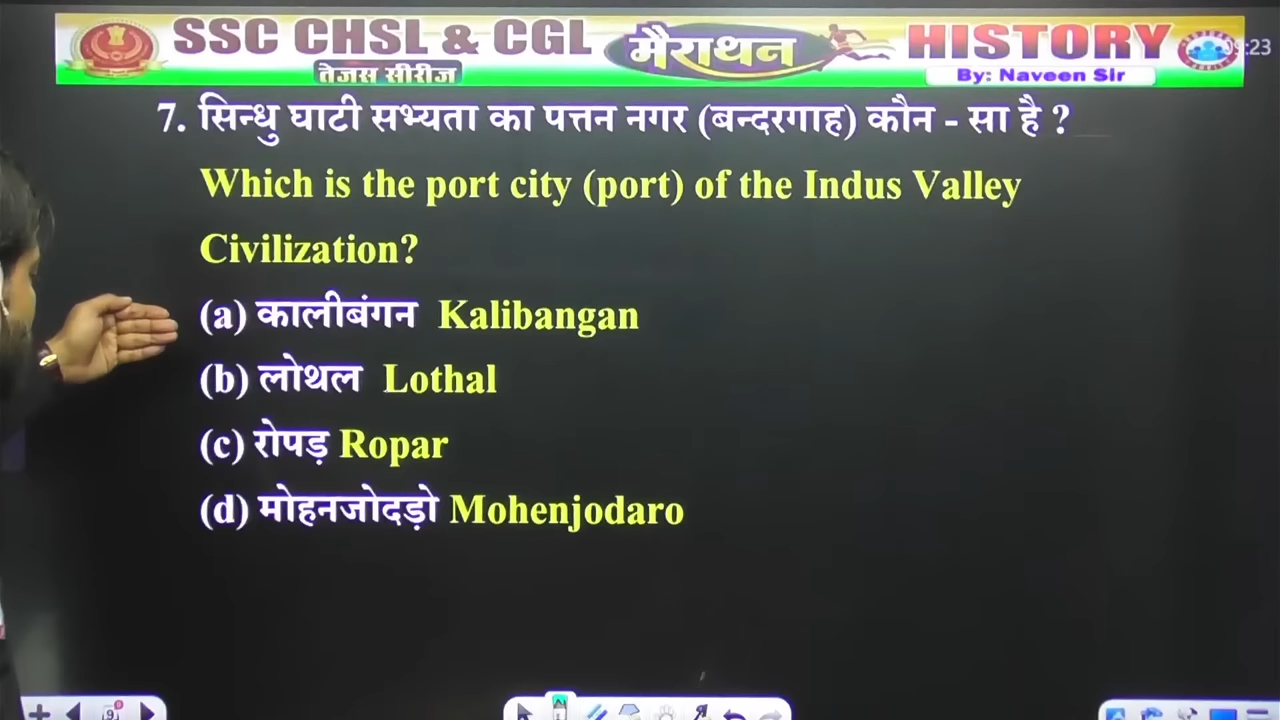 SSC CHSL & CGL मैराथन HISTORY
तेजस सीरीज By: Naveen Sir
7. सिन्धु घाटी सभ्यता का पत्तन नगर (बन्दरगाह) कौन - सा है ?
Which is the port city (port) of the Indus Valley
Civilization?
(a) कालीबंगन Kalibangan
(b) लोथल Lothal
(c) रोपड़ Ropar
(d) मोहनजोदड़ो Mohenjodaro